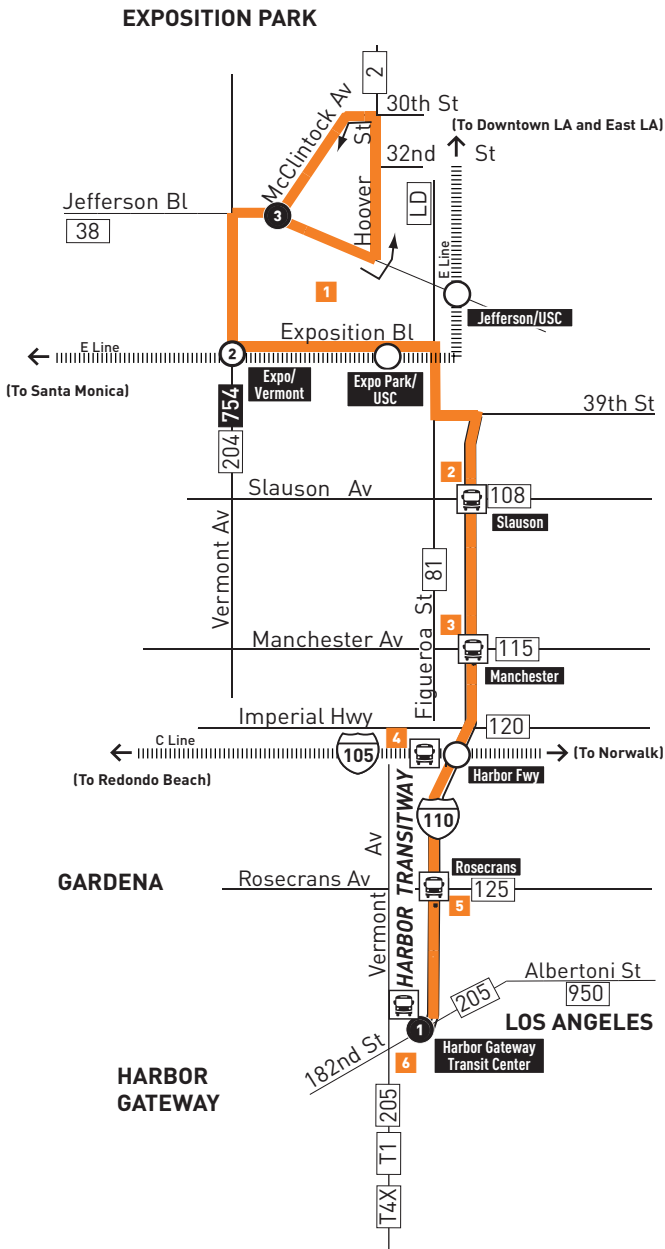 EXPOSITION PARK
2
McClintock Av
30th St
(To Downtown LA and East LA)
32nd St
Hoover St
LD
Jefferson Bl
38
3
E Line
1
Jefferson/USC
Exposition Bl
E Line
2
(To Santa Monica)
Expo/
Vermont
Expo Park/
USC
754
39th St
204
2
Slauson Av
108
Slauson
Vermont Av
81
Figueroa St
3
Manchester Av
115
Manchester
Imperial Hwy
120
4
C Line
105
(To Redondo Beach)
(To Norwalk)
Harbor Fwy
110
HARBOR TRANSITWAY
Vermont Av
Rosecrans
GARDENA
Rosecrans Av
125
5
Albertoni St
205
950
LOS ANGELES
1
182nd St
Harbor Gateway
Transit Center
6
HARBOR
GATEWAY
205
T1
T4X